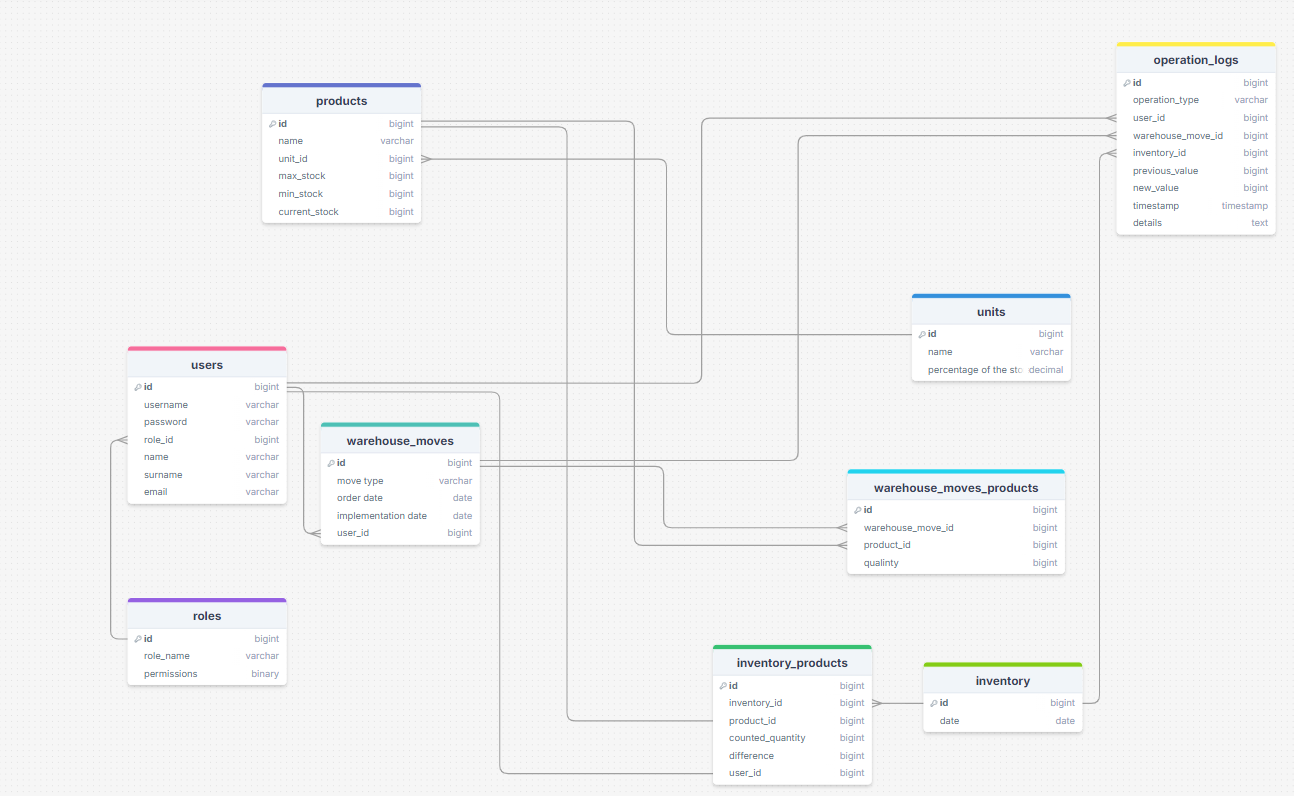 products
id bigint
name varchar
unit_id bigint
max_stock bigint
min_stock bigint
current_stock bigint
operation_logs
id bigint
operation_type varchar
user_id bigint
warehouse_move_id bigint
inventory_id bigint
previous_value bigint
new_value bigint
timestamp timestamp
details text
units
id bigint
name varchar
percentage of the sto decimal
users
id bigint
username varchar
password varchar
role_id bigint
name varchar
surname varchar
email varchar
warehouse_moves
id bigint
move type varchar
order date date
implementation date date
user_id bigint
warehouse_moves_products
id bigint
warehouse_move_id bigint
product_id bigint
qualinty bigint
roles
id bigint
role_name varchar
permissions binary
inventory_products
id bigint
inventory_id bigint
product_id bigint
counted_quantity bigint
difference bigint
user_id bigint
inventory
id bigint
date date